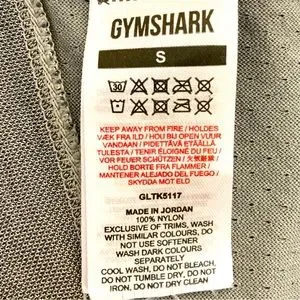 GYMSHARK
S
30
KEEP AWAY FROM FIRE / HOLDES
VÆK FRA ILD / HOU BIJ OPEN VUUR
VANDAAN / PIDETTÄVÄ ETÄÄLLÄ
TULESTA / TENIR ÉLOIGNÉ DU FEU /
VOR FEUER SCHÜTZEN / 火気厳禁 /
HOLD BORTE FRA FLAMMER /
MANTENER ALEJADO DEL FUEGO /
SKYDDA MOT ELD
GLTK5117
MADE IN JORDAN
100% NYLON
EXCLUSIVE OF TRIMS, WASH
WITH SIMILAR COLOURS, DO
NOT USE SOFTENER
WASH DARK COLOURS
SEPARATELY
COOL WASH, DO NOT BLEACH,
DO NOT TUMBLE DRY, DO NOT
IRON, DO NOT DRY CLEAN